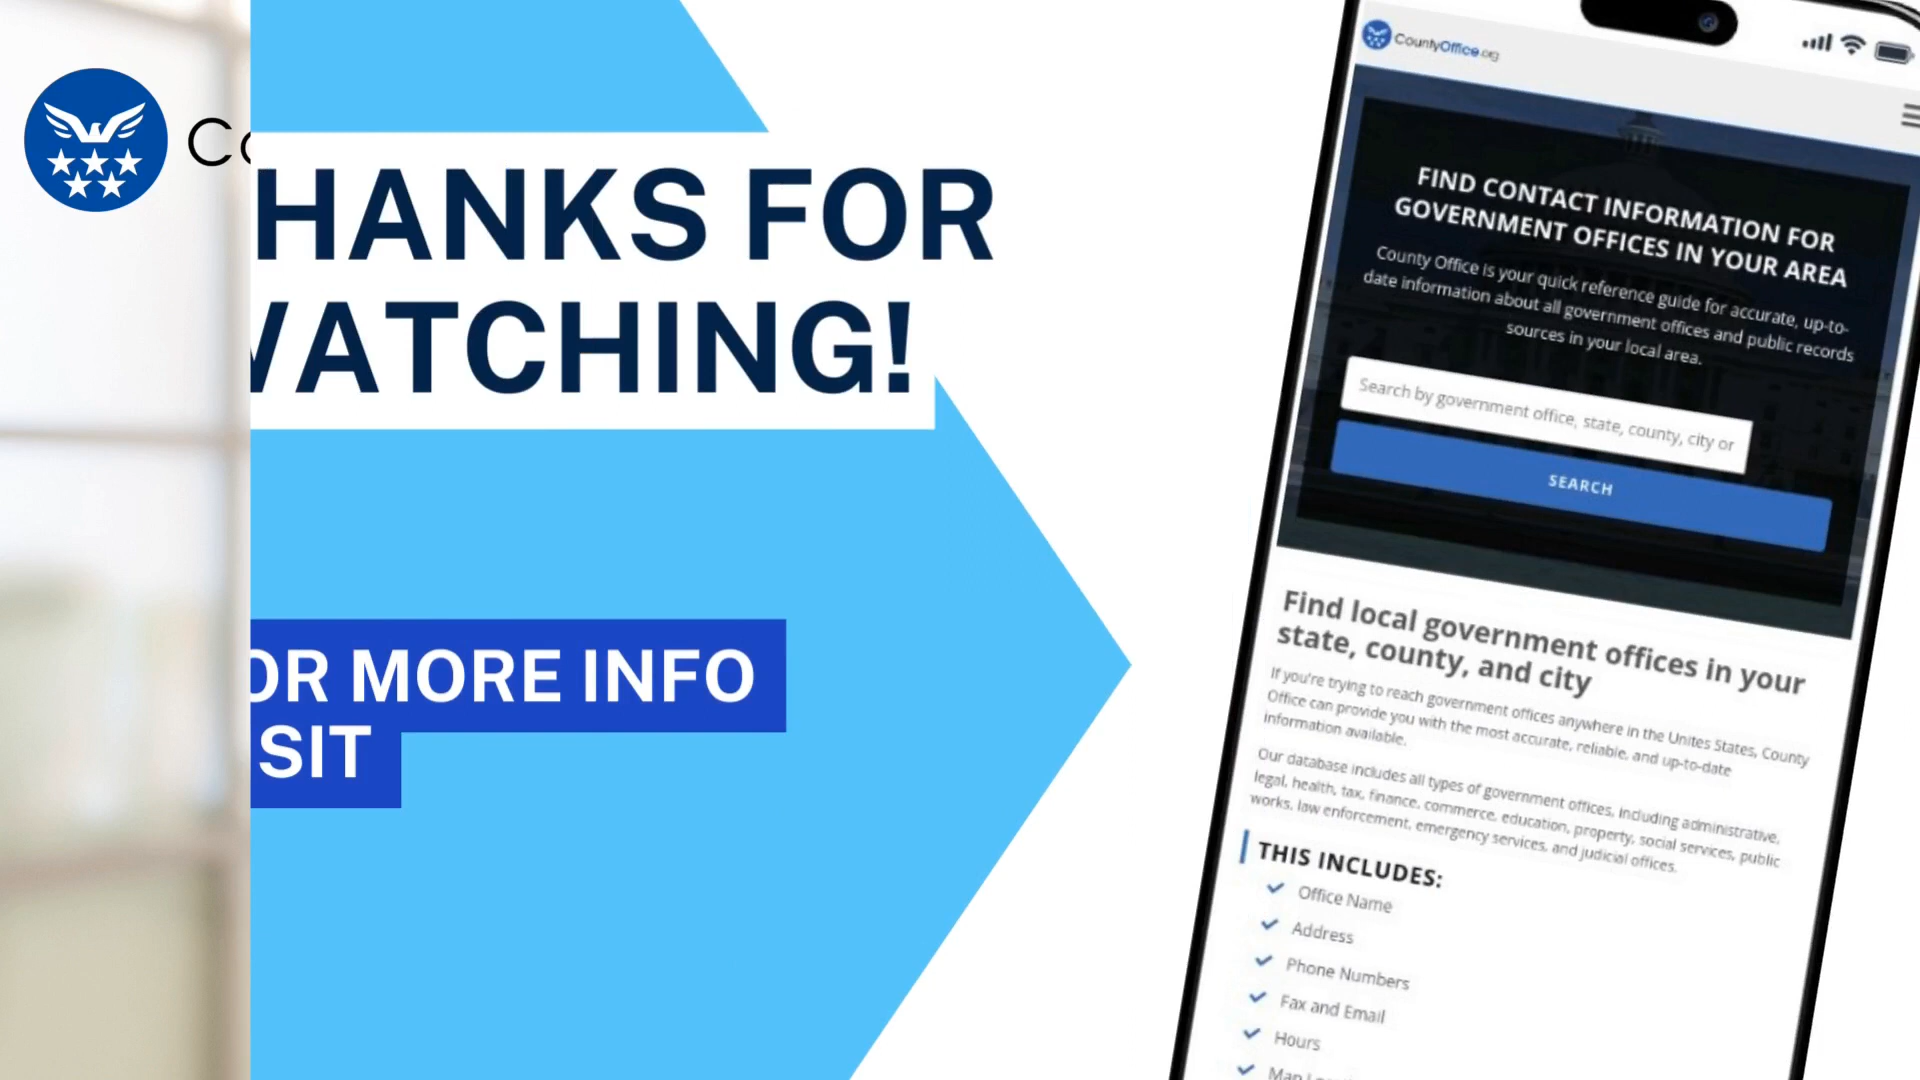 Co
HANKS FOR
WATCHING!
OR MORE INFO
SIT
CountyOffice.org
FIND CONTACT INFORMATION FOR
GOVERNMENT OFFICES IN YOUR AREA
County Office is your quick reference guide for accurate, up-to-
date information about all government offices and public records
sources in your local area.
Search by government office, state, county, city or
SEARCH
Find local government offices in your
state, county, and city
If you're trying to reach government offices anywhere in the Unites States, County
Office can provide you with the most accurate, reliable, and up-to-date
information available.
Our database includes all types of government offices, including administrative,
legal, health, tax, finance, commerce, education, property, social services, public
works, law enforcement, emergency services, and judicial offices.
THIS INCLUDES:
Office Name
Address
Phone Numbers
Fax and Email
Hours
Map